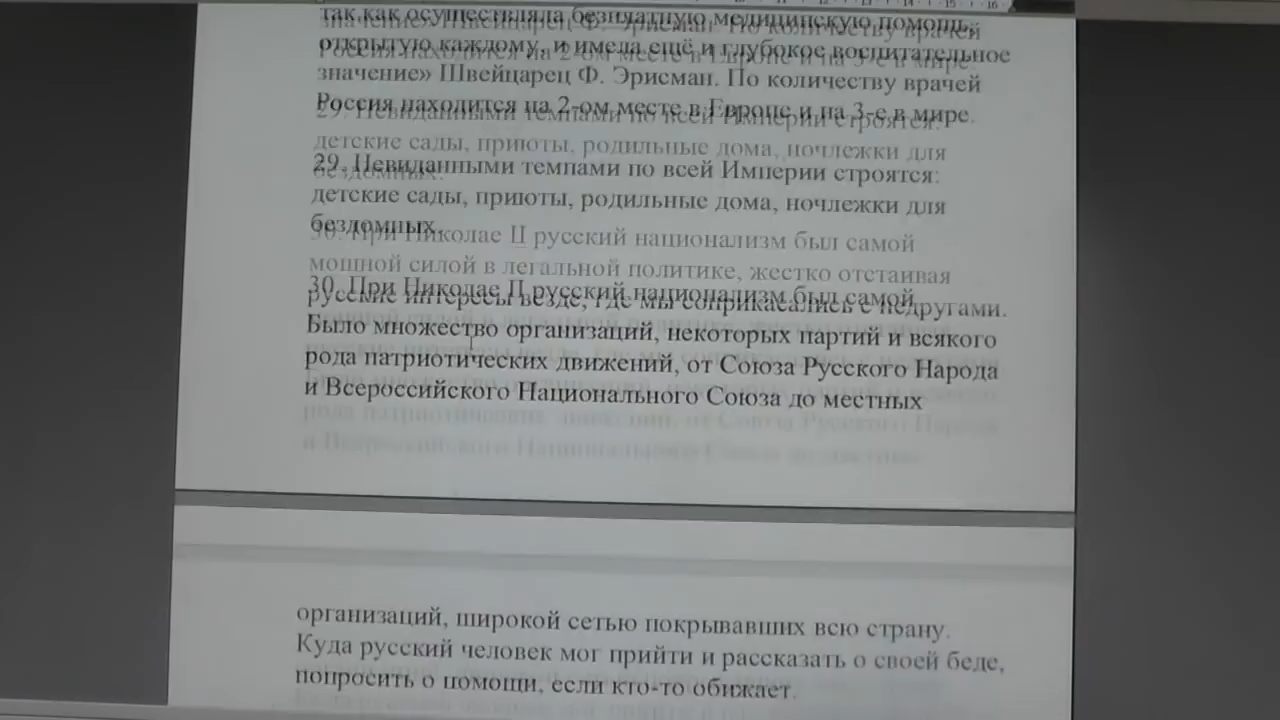 так как осуществляла безплатную медицинскую помощь,
открытую каждому, и имела ещё и глубокое воспитательное
значение» Швейцарец Ф. Эрисман. По количеству врачей
Россия находится на 2-ом месте в Европе и на 3-е в мире.
29. Невиданными темпами по всей Империи строятся:
детские сады, приюты, родильные дома, ночлежки для
бездомных.
30. При Николае II русский национализм был самой
мощной силой в легальной политике, жестко отстаивая
русские интересы везде, где мы соприкасались с недругами.
Было множество организаций, некоторых партий и всякого
рода патриотических движений, от Союза Русского Народа
и Всероссийского Национального Союза до местных
организаций, широкой сетью покрывавших всю страну.
Куда русский человек мог прийти и рассказать о своей беде,
попросить о помощи, если кто-то обижает.